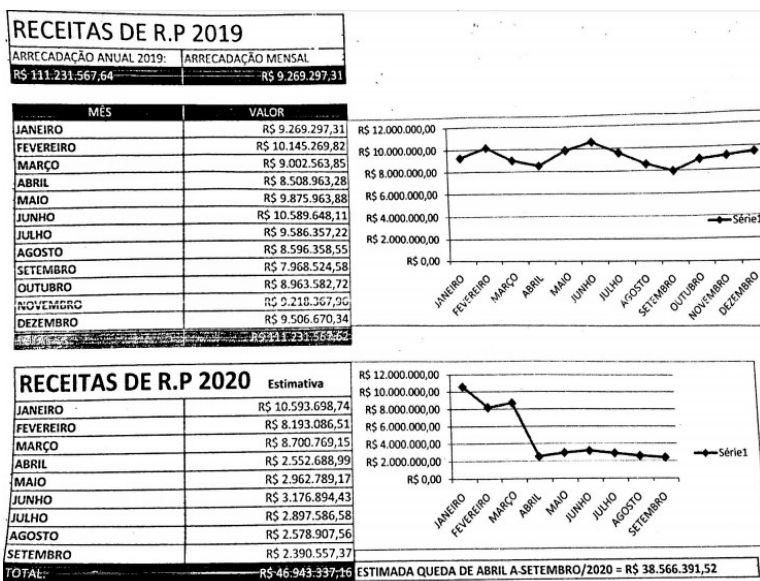 RECEITAS DE R.P 2019
ARRECADAÇÃO ANUAL 2019: ARRECADAÇÃO MENSAL
R$ 111.231.567,64 R$ 9.269.297,31
MÊS VALOR
JANEIRO R$ 9.269.297,31
FEVEREIRO R$ 10.145.269,82
MARÇO R$ 9.002.563,85
ABRIL R$ 8.508.963,28
MAIO R$ 9.875.963,88
JUNHO R$ 10.589.648,11
JULHO R$ 9.586.357,22
AGOSTO R$ 8.596.358,55
SETEMBRO R$ 7.968.524,58
OUTUBRO R$ 8.963.582,72
NOVEMBRO R$ 9.218.367,96
DEZEMBRO R$ 9.506.670,34
R$ 111.231.567,62
R$ 12.000.000,00
R$ 10.000.000,00
R$ 8.000.000,00
R$ 6.000.000,00
R$ 4.000.000,00
R$ 2.000.000,00
R$ 0,00
Série1
JANEIRO
FEVEREIRO
MARÇO
ABRIL
MAIO
JUNHO
JULHO
AGOSTO
SETEMBRO
OUTUBRO
NOVEMBRO
DEZEMBRO
RECEITAS DE R.P 2020 Estimativa
JANEIRO R$ 10.593.698,74
FEVEREIRO R$ 8.193.086,51
MARÇO R$ 8.700.769,15
ABRIL R$ 2.552.688,99
MAIO R$ 2.962.789,17
JUNHO R$ 3.176.894,43
JULHO R$ 2.897.586,58
AGOSTO R$ 2.578.907,56
SETEMBRO R$ 2.390.557,37
TOTAL: R$ 46.943.337,16
R$ 12.000.000,00
R$ 10.000.000,00
R$ 8.000.000,00
R$ 6.000.000,00
R$ 4.000.000,00
R$ 2.000.000,00
R$ 0,00
Série1
JANEIRO
FEVEREIRO
MARÇO
ABRIL
MAIO
JUNHO
JULHO
AGOSTO
SETEMBRO
ESTIMADA QUEDA DE ABRIL A SETEMBRO/2020 = R$ 38.566.391,52